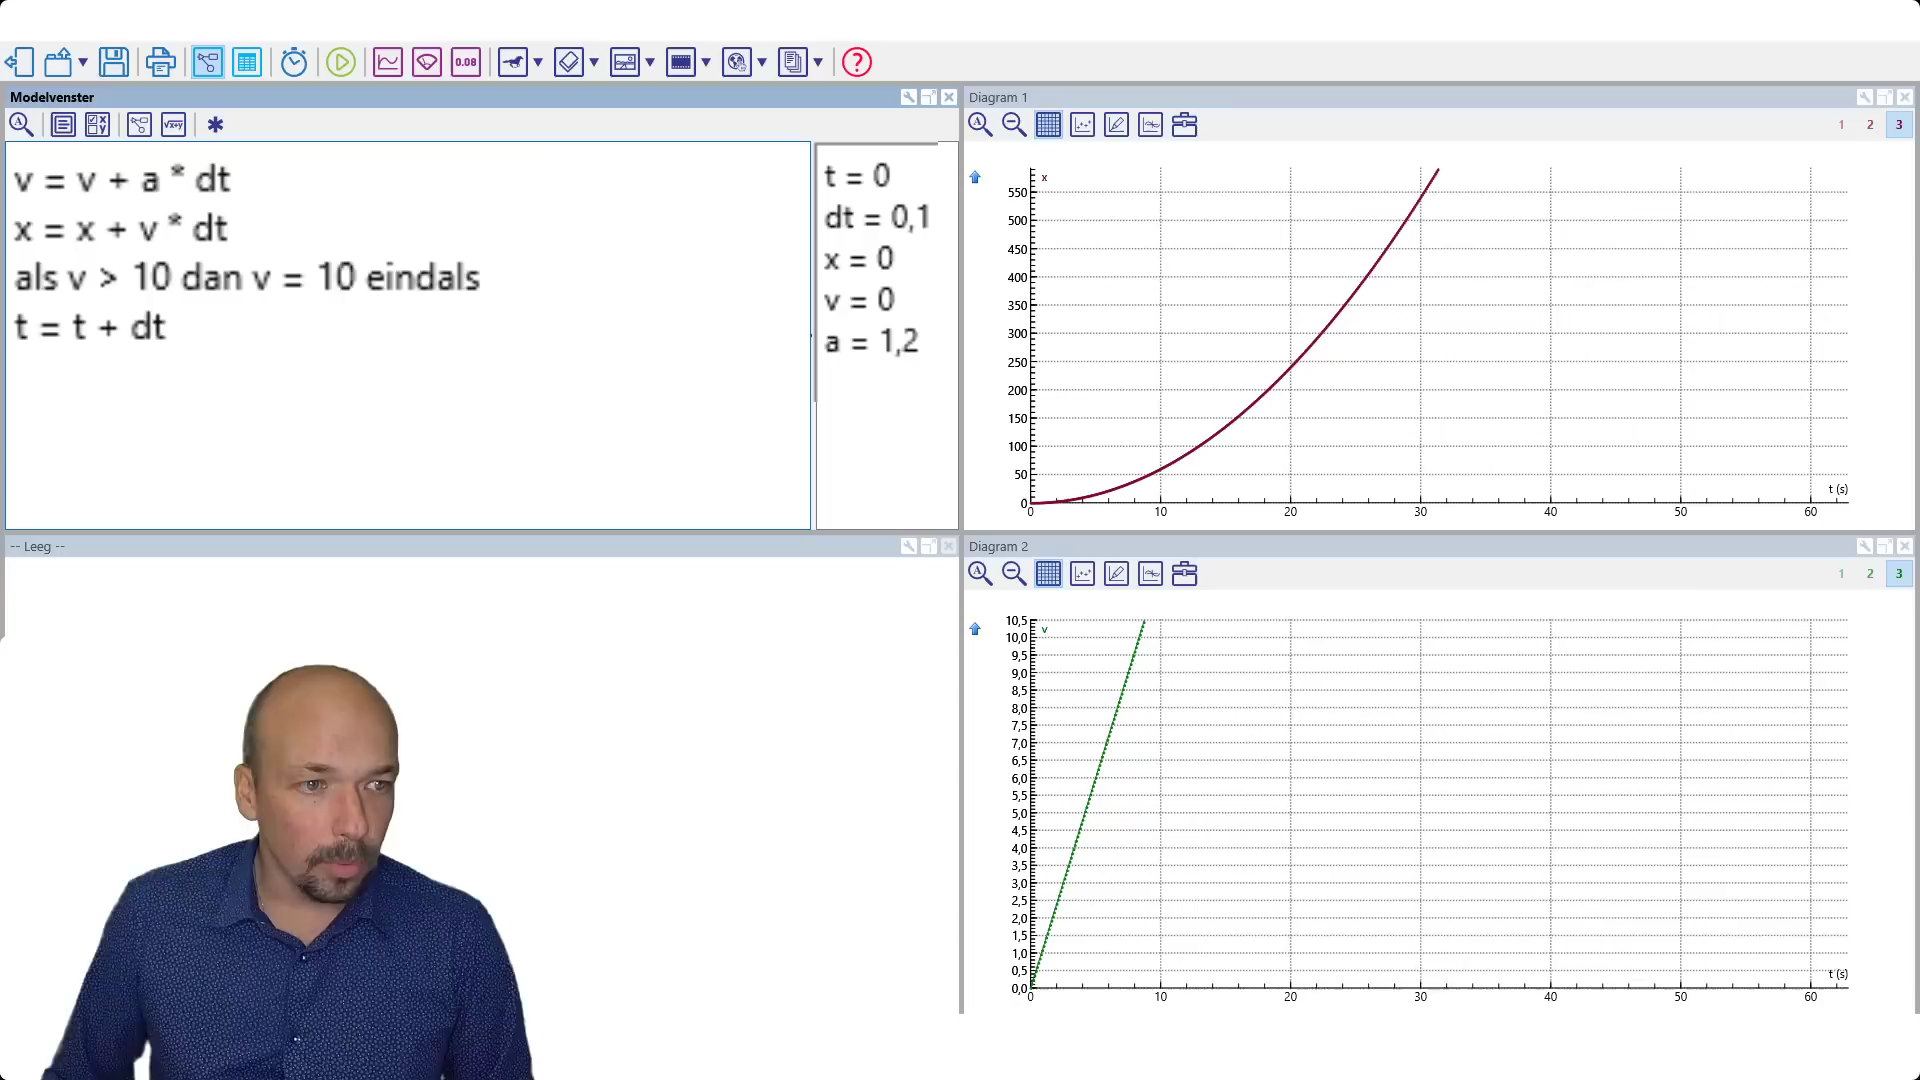 0.08
Modelvenster
v = v + a * dt
x = x + v * dt
als v > 10 dan v = 10 eindals
t = t + dt
t = 0
dt = 0,1
x = 0
v = 0
a = 1,2
Diagram 1
1 2 3
x
550
500
450
400
350
300
250
200
150
100
50
0
t (s)
0 10 20 30 40 50 60
-- Leeg --
Diagram 2
1 2 3
v
10,5
10,0
9,5
9,0
8,5
8,0
7,5
7,0
6,5
6,0
5,5
5,0
4,5
4,0
3,5
3,0
2,5
2,0
1,5
1,0
0,5
0,0
t (s)
0 10 20 30 40 50 60